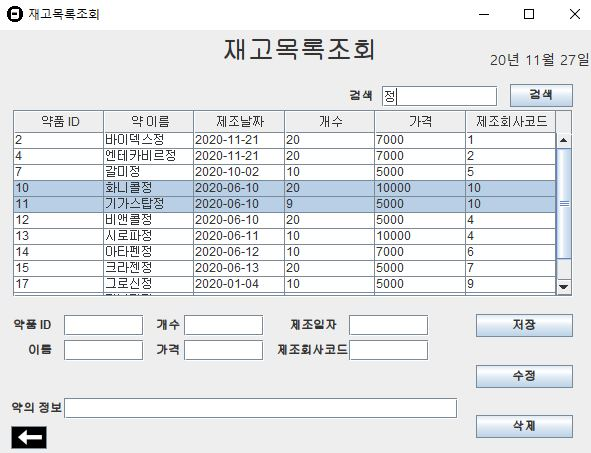 재고목록조회
재고목록조회
20년 11월 27일
검색 정 검색
약품 ID 약 이름 제조날짜 개수 가격 제조회사코드
2 바이덱스정 2020-11-21 20 7000 1
4 엔테카비르정 2020-11-21 20 7000 2
7 갈미정 2020-10-02 10 5000 5
10 화니콜정 2020-06-10 20 10000 10
11 기가스탑정 2020-06-10 9 5000 10
12 비앤콜정 2020-06-10 20 5000 4
13 시로파정 2020-06-11 10 10000 4
14 아타펜정 2020-06-12 10 7000 6
15 크라젠정 2020-06-13 20 5000 7
17 그로신정 2020-01-04 10 5000 9
약품 ID 개수 제조일자 저장
이름 가격 제조회사코드
수정
약의 정보
삭제